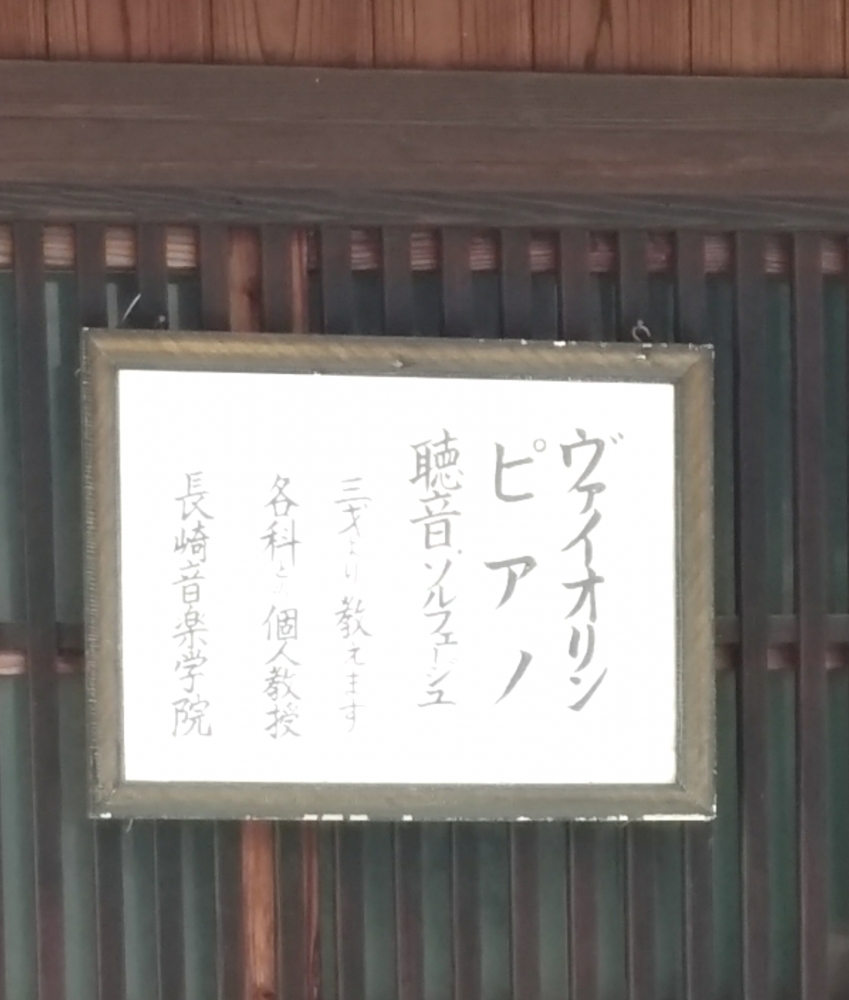 ヴァイオリン
ピアノ
聴音・ソルフェージュ
三才より教えます
各科とも個人教授
長崎音楽学院